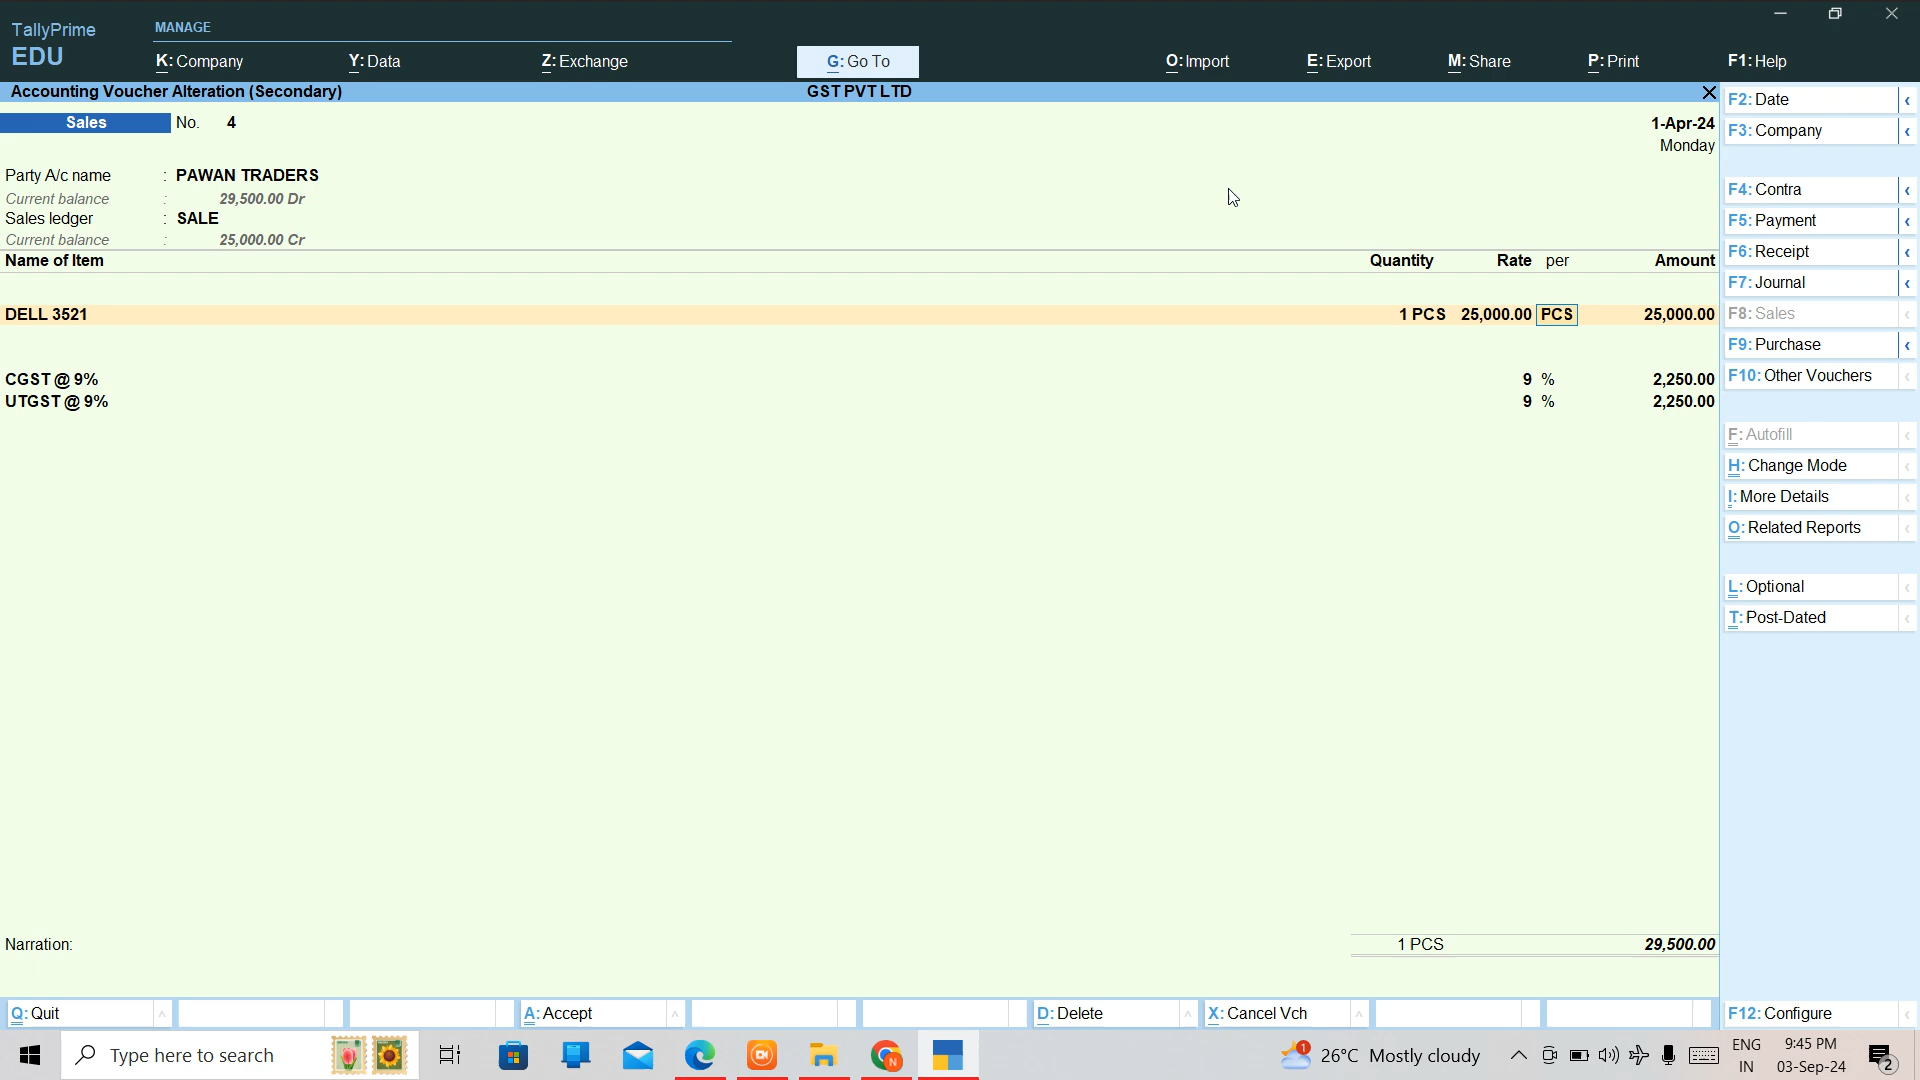 TallyPrime
EDU
MANAGE
K: Company
Y: Data
Z: Exchange
G: Go To
O: Import
E: Export
M: Share
P: Print
F1: Help
Accounting Voucher Alteration (Secondary)
GST PVT LTD
Sales No. 4
1-Apr-24
Monday
Party A/c name : PAWAN TRADERS
Current balance : 29,500.00 Dr
Sales ledger : SALE
Current balance : 25,000.00 Cr
Name of Item Quantity Rate per Amount
DELL 3521 1 PCS 25,000.00 PCS 25,000.00
CGST @ 9% 9 % 2,250.00
UTGST @ 9% 9 % 2,250.00
Narration: 1 PCS 29,500.00
F2: Date
F3: Company
F4: Contra
F5: Payment
F6: Receipt
F7: Journal
F8: Sales
F9: Purchase
F10: Other Vouchers
F: Autofill
H: Change Mode
I: More Details
O: Related Reports
L: Optional
T: Post-Dated
F12: Configure
Q: Quit
A: Accept
D: Delete
X: Cancel Vch
Type here to search
26°C Mostly cloudy
1
N
ENG
IN
9:45 PM
03-Sep-24
2